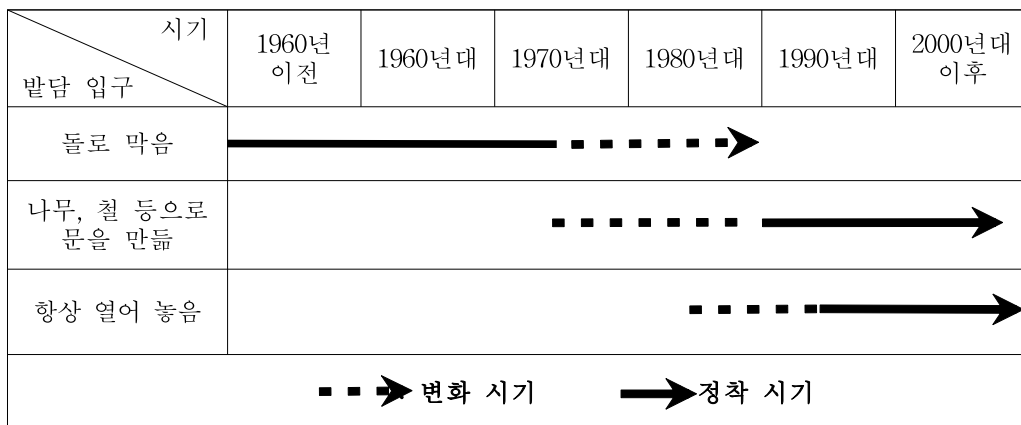 시기
밭담 입구
1960년
이전
1960년대
1970년대
1980년대
1990년대
2000년대
이후
돌로 막음
나무, 철 등으로
문을 만듦
항상 열어 놓음
변화 시기
정착 시기